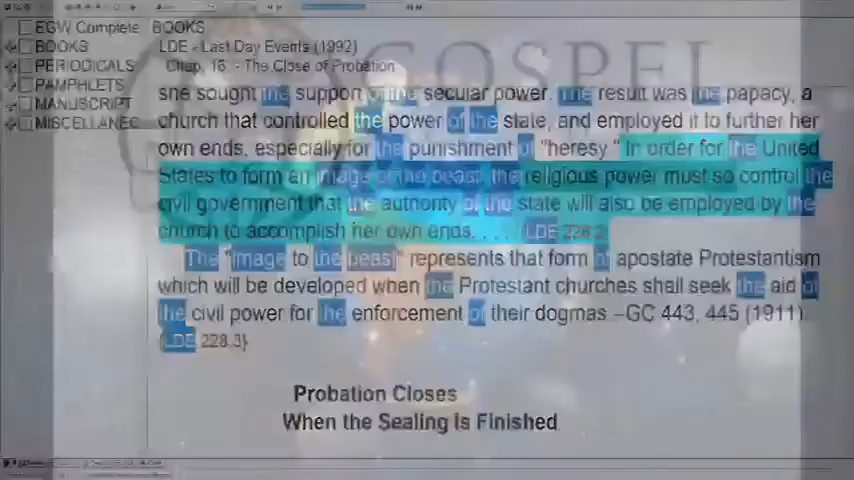 EGW Complete BOOKS
BOOKS LDE - Last Day Events (1992)
PERIODICALS Chap. 16 - The Close of Probation
PAMPHLETS
MANUSCRIPT
MISCELLANEC
GOSPEL
she sought the support of the secular power. The result was the papacy, a
church that controlled the power of the state, and employed it to further her
own ends, especially for the punishment of "heresy." In order for the United
States to form an image of the beast, the religious power must so control the
civil government that the authority of the state will also be employed by the
church to accomplish her own ends. . . . {LDE 228.2}
The "image to the beast" represents that form of apostate Protestantism
which will be developed when the Protestant churches shall seek the aid of
the civil power for the enforcement of their dogmas.–GC 443, 445 (1911).
{LDE 228.3}
Probation Closes
When the Sealing Is Finished